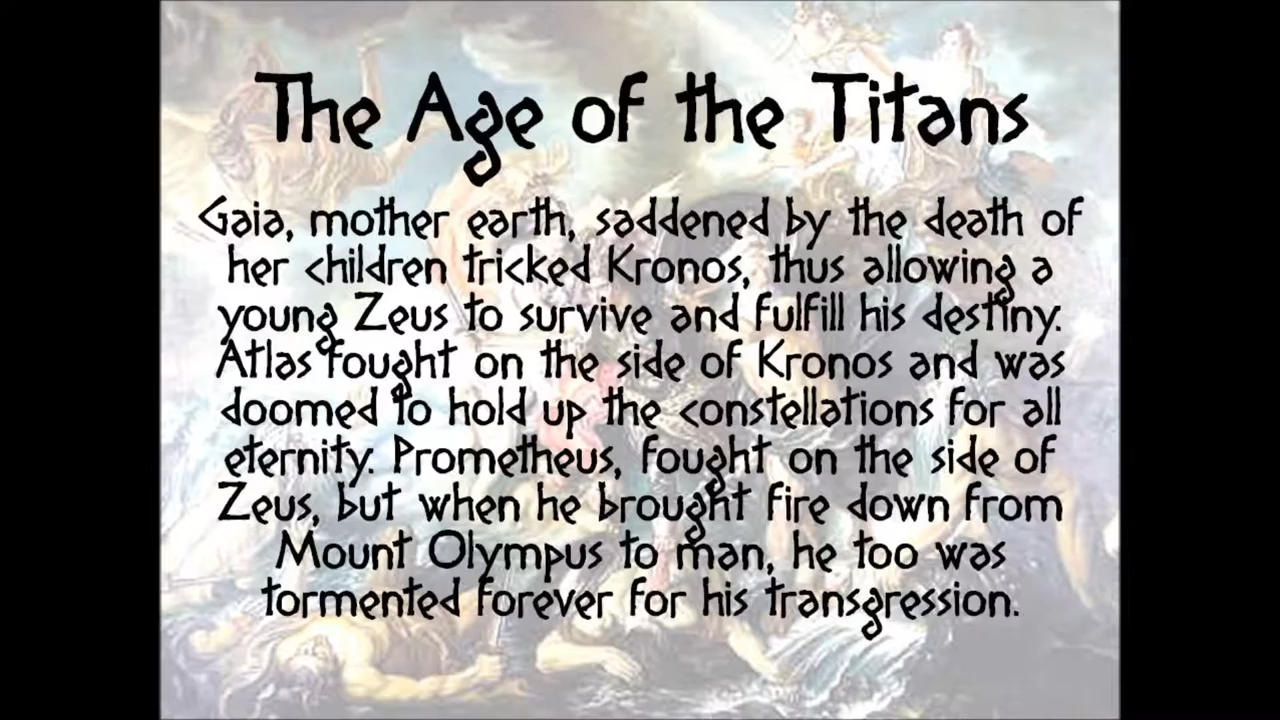 The Age of the Titans
Gaia, mother earth, saddened by the death of
her children tricked Kronos, thus allowing a
young Zeus to survive and fulfill his destiny.
Atlas fought on the side of Kronos and was
doomed to hold up the constellations for all
eternity. Prometheus, fought on the side of
Zeus, but when he brought fire down from
Mount Olympus to man, he too was
tormented forever for his transgression.